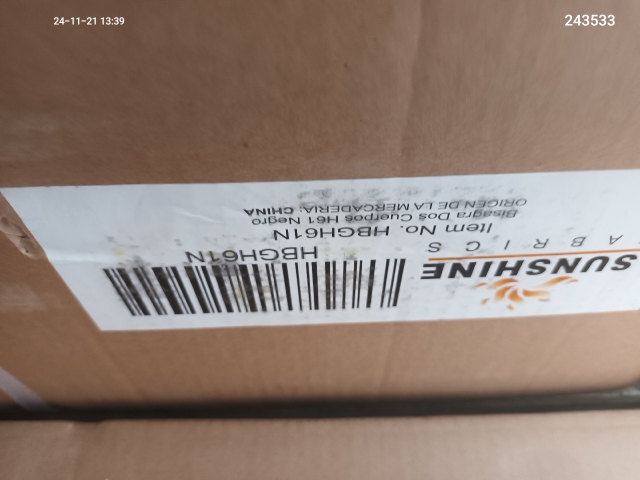 24-11-21 13:39
243533
SUNSHINE
ABRICS
HBGH61N
Item No. HBGH61N
Bisagra Dos Cuerpos H61 Negro
ORIGEN DE LA MERCADERIA: CHINA